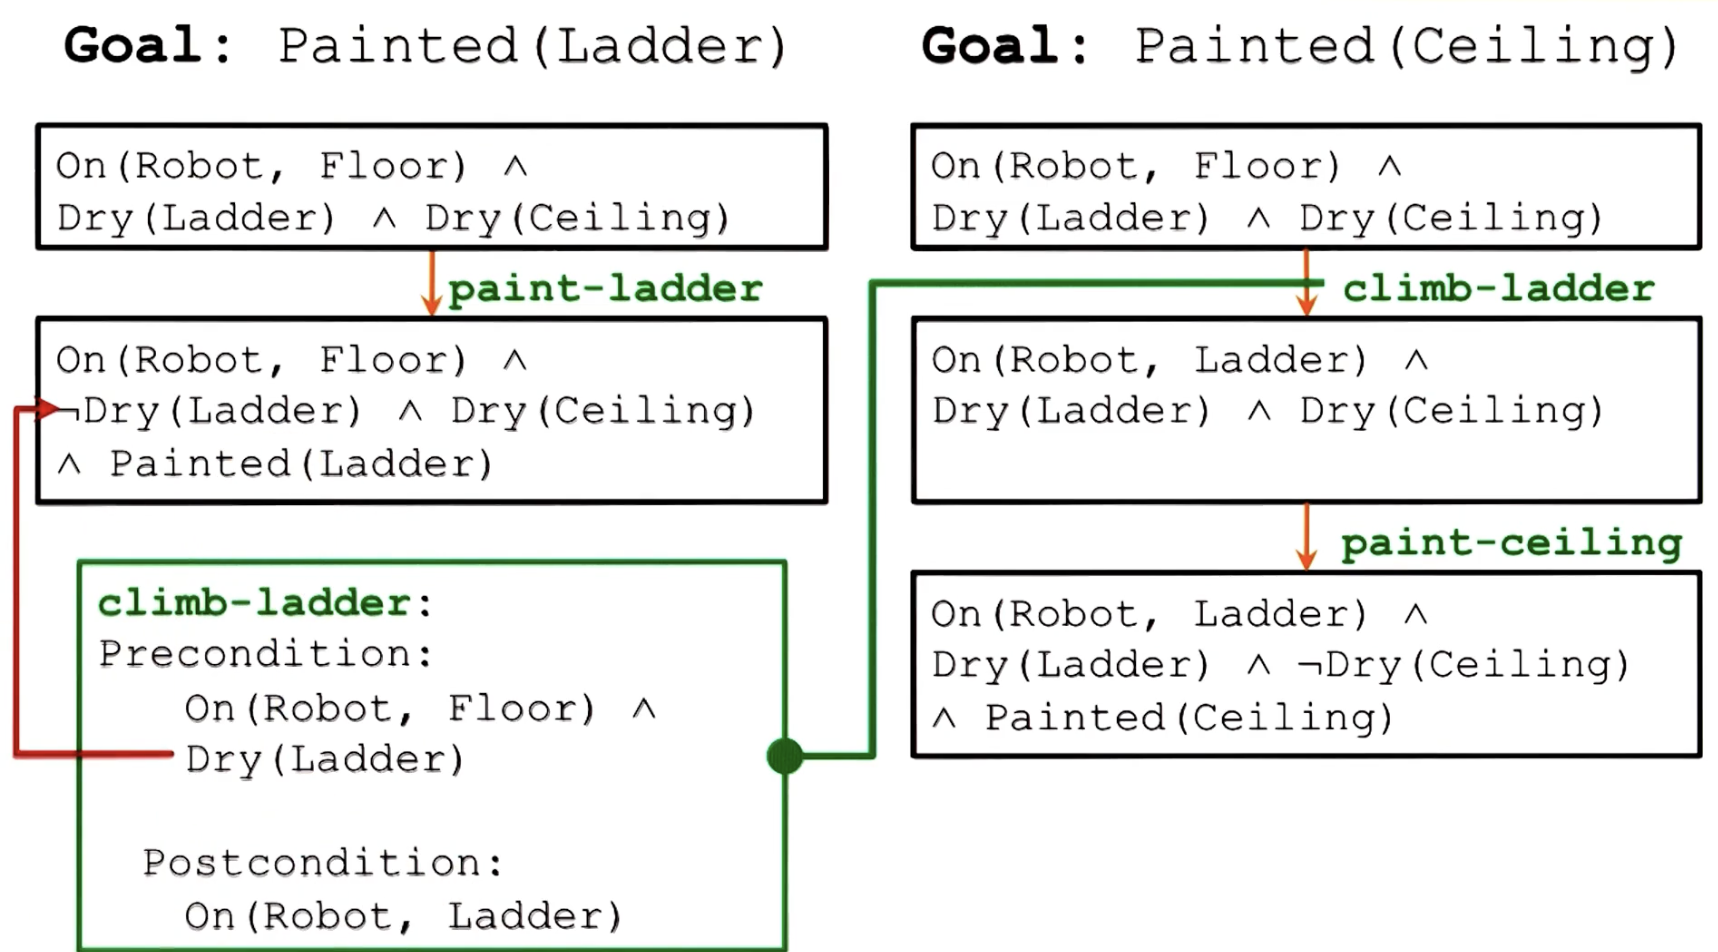 Goal: Painted(Ladder)
On(Robot, Floor) ∧
Dry(Ladder) ∧ Dry(Ceiling)
paint-ladder
On(Robot, Floor) ∧
¬Dry(Ladder) ∧ Dry(Ceiling)
∧ Painted(Ladder)
climb-ladder:
Precondition:
On(Robot, Floor) ∧
Dry(Ladder)
Postcondition:
On(Robot, Ladder)
Goal: Painted(Ceiling)
On(Robot, Floor) ∧
Dry(Ladder) ∧ Dry(Ceiling)
climb-ladder
On(Robot, Ladder) ∧
Dry(Ladder) ∧ Dry(Ceiling)
paint-ceiling
On(Robot, Ladder) ∧
Dry(Ladder) ∧ ¬Dry(Ceiling)
∧ Painted(Ceiling)